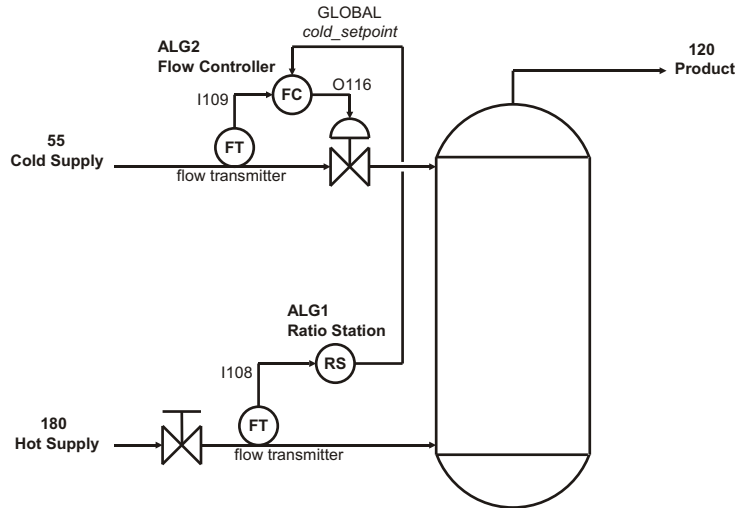 GLOBAL
cold_setpoint
ALG2
Flow Controller
120
Product
I109
FC
O116
55
Cold Supply
FT
flow transmitter
ALG1
Ratio Station
I108
RS
180
Hot Supply
FT
flow transmitter